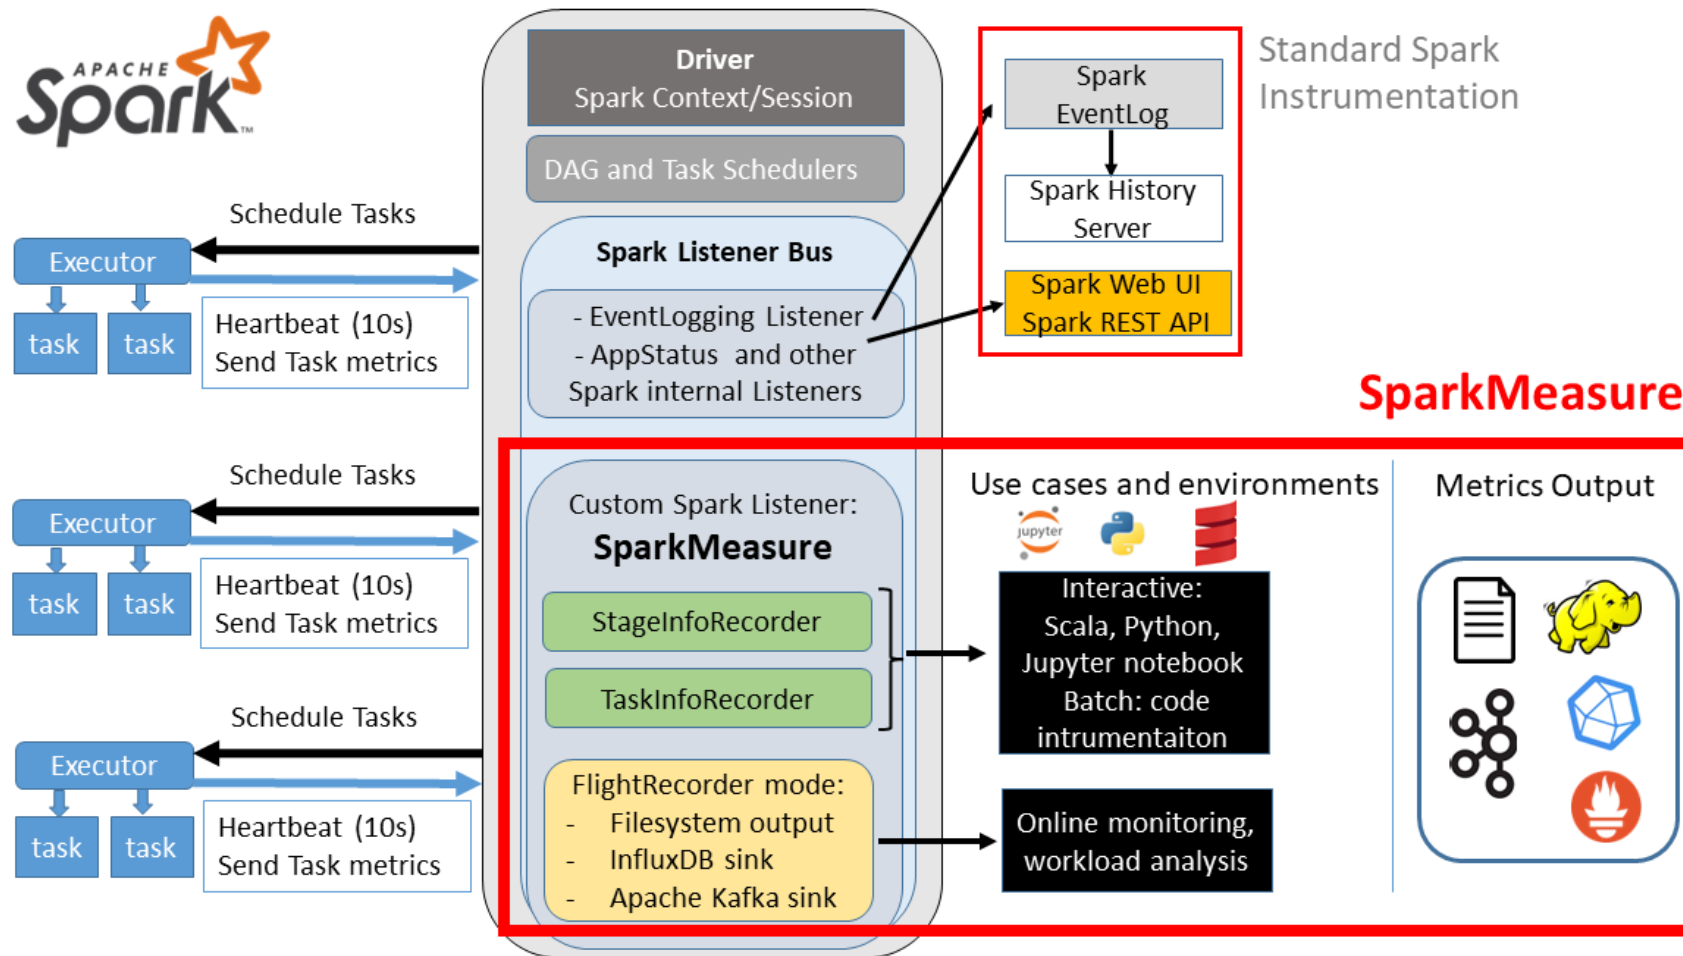 APACHE
Spark
TM
Driver
Spark Context/Session
DAG and Task Schedulers
Spark Listener Bus
- EventLogging Listener
- AppStatus and other
Spark internal Listeners
Spark
EventLog
Spark History
Server
Spark Web UI
Spark REST API
Standard Spark
Instrumentation
Schedule Tasks
Executor
task
task
Heartbeat (10s)
Send Task metrics
Schedule Tasks
Executor
task
task
Heartbeat (10s)
Send Task metrics
Schedule Tasks
Executor
task
task
Heartbeat (10s)
Send Task metrics
SparkMeasure
Custom Spark Listener:
SparkMeasure
StageInfoRecorder
TaskInfoRecorder
FlightRecorder mode:
- Filesystem output
- InfluxDB sink
- Apache Kafka sink
Use cases and environments
jupyter
Interactive:
Scala, Python,
Jupyter notebook
Batch: code
intrumentaiton
Online monitoring,
workload analysis
Metrics Output